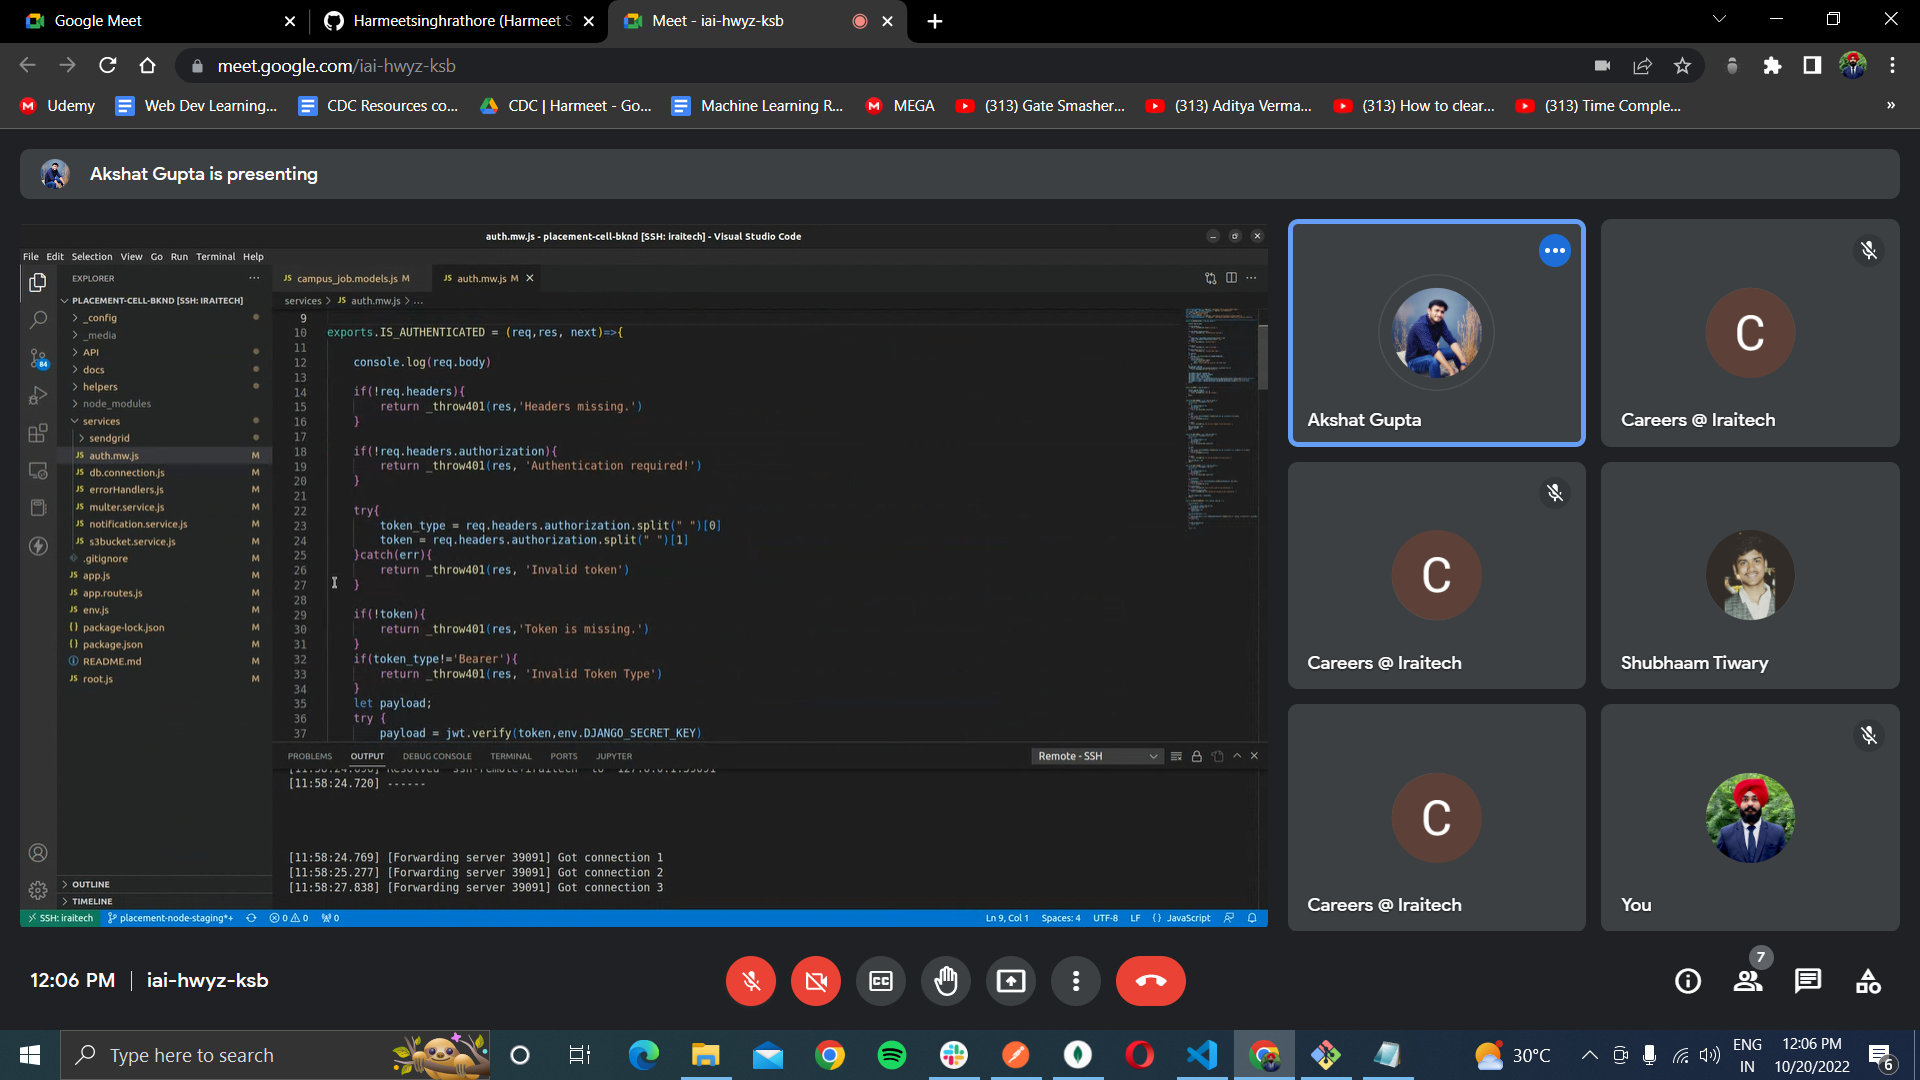 Google Meet
Harmeetsinghrathore (Harmeet S
Meet - iai-hwyz-ksb
meet.google.com/iai-hwyz-ksb
Udemy
Web Dev Learning...
CDC Resources co...
CDC | Harmeet - Go...
Machine Learning R...
MEGA
(313) Gate Smasher...
(313) Aditya Verma...
(313) How to clear...
(313) Time Comple...
»
Akshat Gupta is presenting
auth.mw.js - placement-cell-bknd [SSH: iraitech] - Visual Studio Code
File Edit Selection View Go Run Terminal Help
EXPLORER
PLACEMENT-CELL-BKND [SSH: IRAITECH]
_config
_media
API
docs
helpers
node_modules
services
sendgrid
JS auth.mw.js M
JS db.connection.js M
JS errorHandlers.js M
JS multer.service.js M
JS notification.service.js M
JS s3bucket.service.js M
.gitignore M
JS app.js M
JS app.routes.js M
JS env.js M
{} package-lock.json M
{} package.json M
README.md M
JS root.js M
OUTLINE
TIMELINE
84
JS campus_job.models.js M
JS auth.mw.js M
services > JS auth.mw.js > ...
9
10 exports.IS_AUTHENTICATED = (req,res, next)=>{
11
12 console.log(req.body)
13
14 if(!req.headers){
15 return _throw401(res,'Headers missing.')
16 }
17
18 if(!req.headers.authorization){
19 return _throw401(res, 'Authentication required!')
20 }
21
22 try{
23 token_type = req.headers.authorization.split(" ")[0]
24 token = req.headers.authorization.split(" ")[1]
25 }catch(err){
26 return _throw401(res, 'Invalid token')
27 }
28
29 if(!token){
30 return _throw401(res,'Token is missing.')
31 }
32 if(token_type!='Bearer'){
33 return _throw401(res, 'Invalid Token Type')
34 }
35 let payload;
36 try {
37 payload = jwt.verify(token,env.DJANGO_SECRET_KEY)
PROBLEMS OUTPUT DEBUG CONSOLE TERMINAL PORTS JUPYTER
Remote - SSH
[11:58:24.720] ------
[11:58:24.769] [Forwarding server 39091] Got connection 1
[11:58:25.277] [Forwarding server 39091] Got connection 2
[11:58:27.838] [Forwarding server 39091] Got connection 3
SSH: iraitech placement-node-staging*+ 0 0 0
Ln 9, Col 1 Spaces: 4 UTF-8 LF {} JavaScript
Akshat Gupta
C
Careers @ Iraitech
C
Careers @ Iraitech
Shubhaam Tiwary
C
Careers @ Iraitech
You
12:06 PM | iai-hwyz-ksb
CC
7
Type here to search
30°C
ENG
IN
12:06 PM
10/20/2022
6